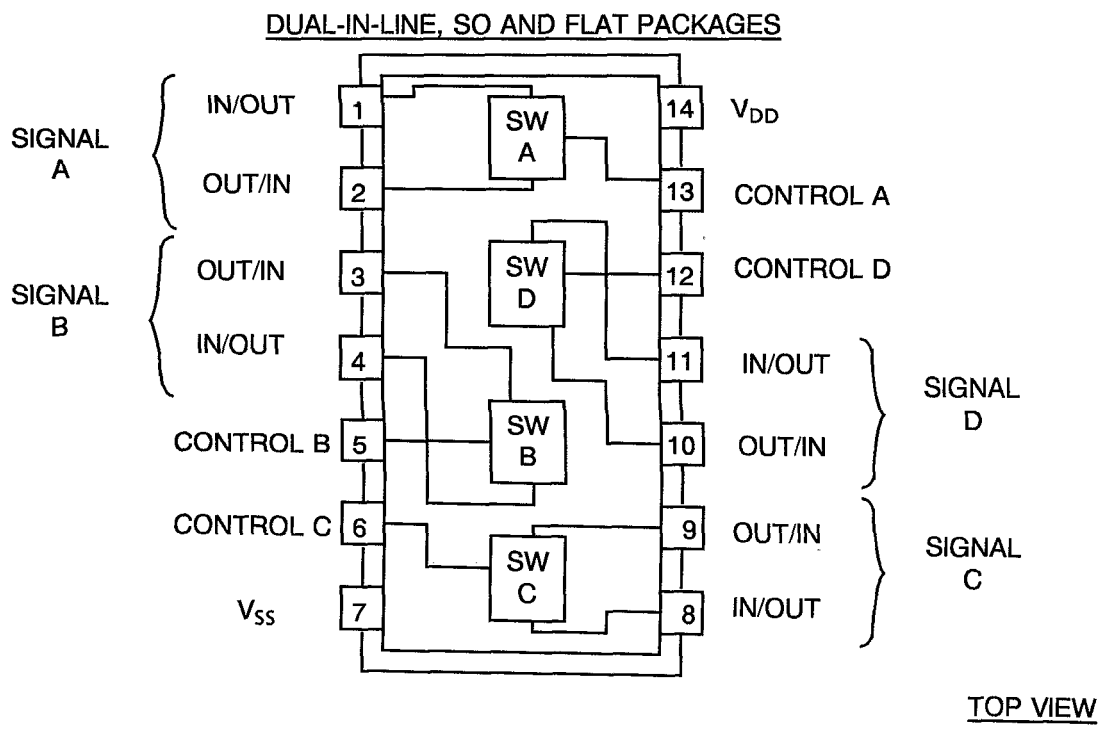 DUAL-IN-LINE, SO AND FLAT PACKAGES
SIGNAL
A
IN/OUT 1
OUT/IN 2
SIGNAL
B
OUT/IN 3
IN/OUT 4
CONTROL B 5
CONTROL C 6
VSS 7
SW
A
SW
D
SW
B
SW
C
14 VDD
13 CONTROL A
12 CONTROL D
11 IN/OUT
10 OUT/IN
SIGNAL
D
9 OUT/IN
8 IN/OUT
SIGNAL
C
TOP VIEW